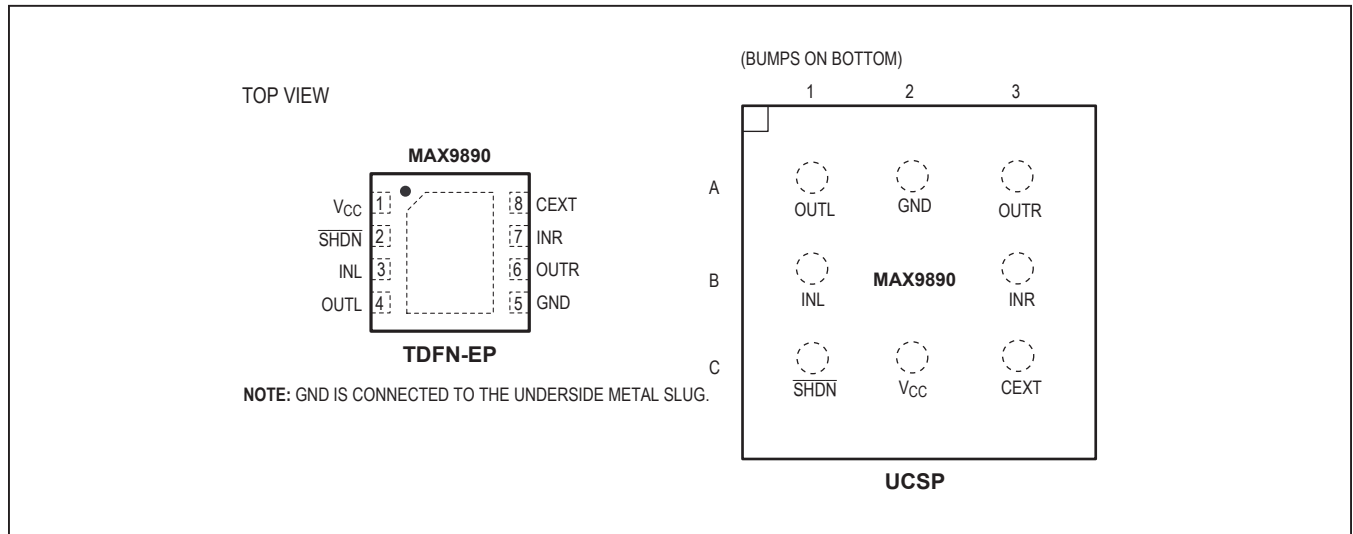 TOP VIEW
MAX9890
VCC 1 8 CEXT
SHDN 2 7 INR
INL 3 6 OUTR
OUTL 4 5 GND
TDFN-EP
NOTE: GND IS CONNECTED TO THE UNDERSIDE METAL SLUG.
(BUMPS ON BOTTOM)
1 2 3
A
OUTL GND OUTR
B MAX9890
INL INR
C
SHDN VCC CEXT
UCSP